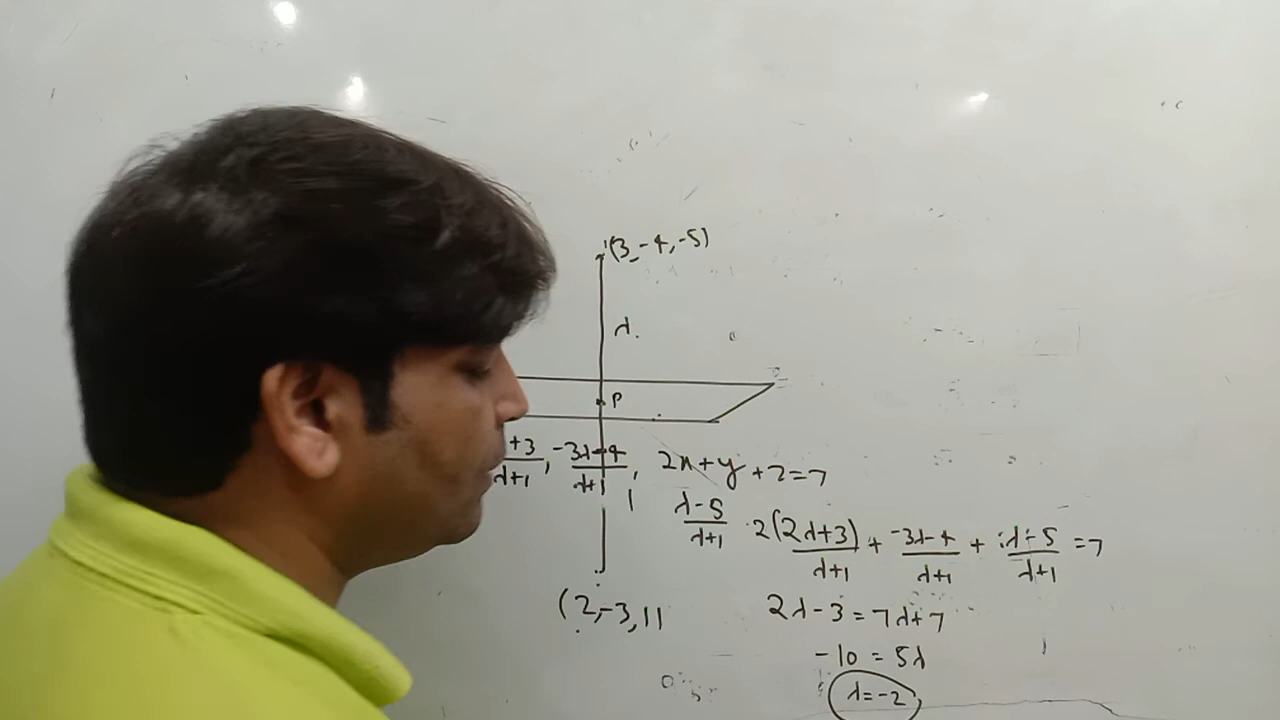 (3,-4,-5)
λ.
P
+3/λ+1, -3λ-4/λ+1, 2x+y+z=7
λ-5/λ+1
2(2λ+3)/λ+1 + -3λ-4/λ+1 + λ-5/λ+1 =7
(2,-3,1)
2λ-3=7λ+7
-10=5λ
λ=-2